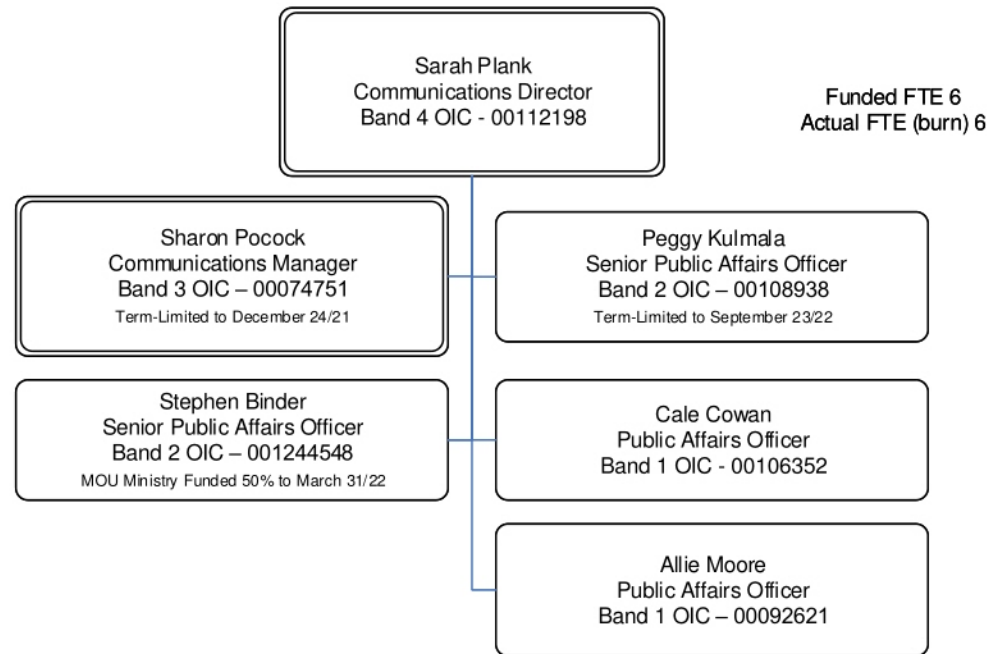 Sarah Plank
Communications Director
Band 4 OIC - 00112198
Funded FTE 6
Actual FTE (burn) 6
Sharon Pocock
Communications Manager
Band 3 OIC – 00074751
Term-Limited to December 24/21
Peggy Kulmala
Senior Public Affairs Officer
Band 2 OIC – 00108938
Term-Limited to September 23/22
Stephen Binder
Senior Public Affairs Officer
Band 2 OIC – 001244548
MOU Ministry Funded 50% to March 31/22
Cale Cowan
Public Affairs Officer
Band 1 OIC - 00106352
Allie Moore
Public Affairs Officer
Band 1 OIC – 00092621